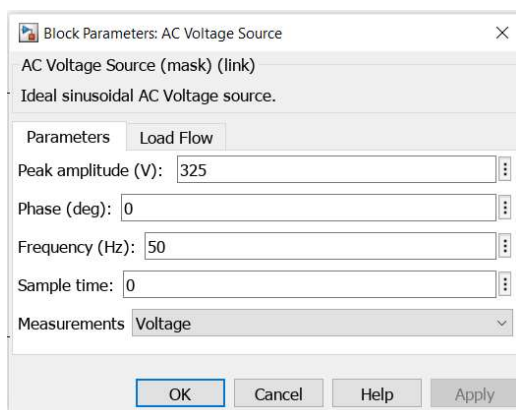 Block Parameters: AC Voltage Source
AC Voltage Source (mask) (link)
Ideal sinusoidal AC Voltage source.
Parameters Load Flow
Peak amplitude (V): 325
Phase (deg): 0
Frequency (Hz): 50
Sample time: 0
Measurements Voltage
OK Cancel Help Apply